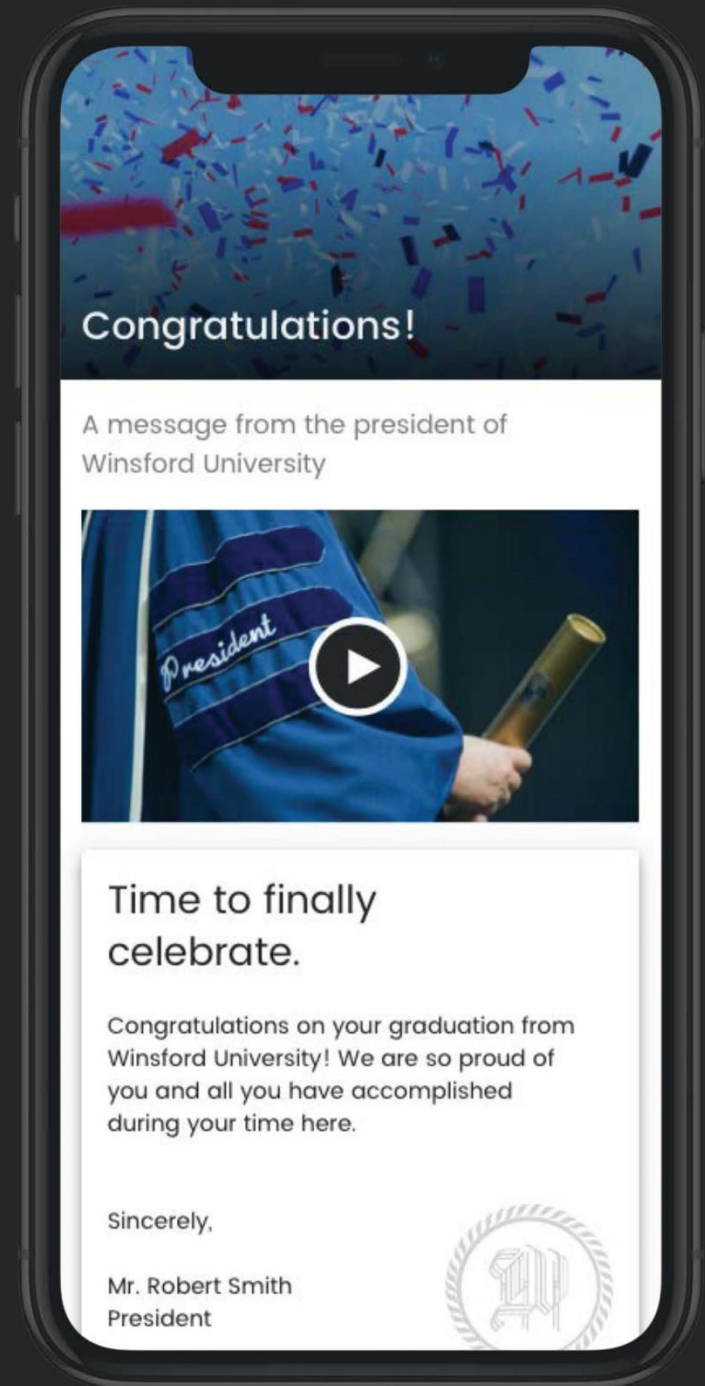 Congratulations!
A message from the president of
Winsford University
President
Time to finally
celebrate.
Congratulations on your graduation from
Winsford University! We are so proud of
you and all you have accomplished
during your time here.
Sincerely,
Mr. Robert Smith
President
W